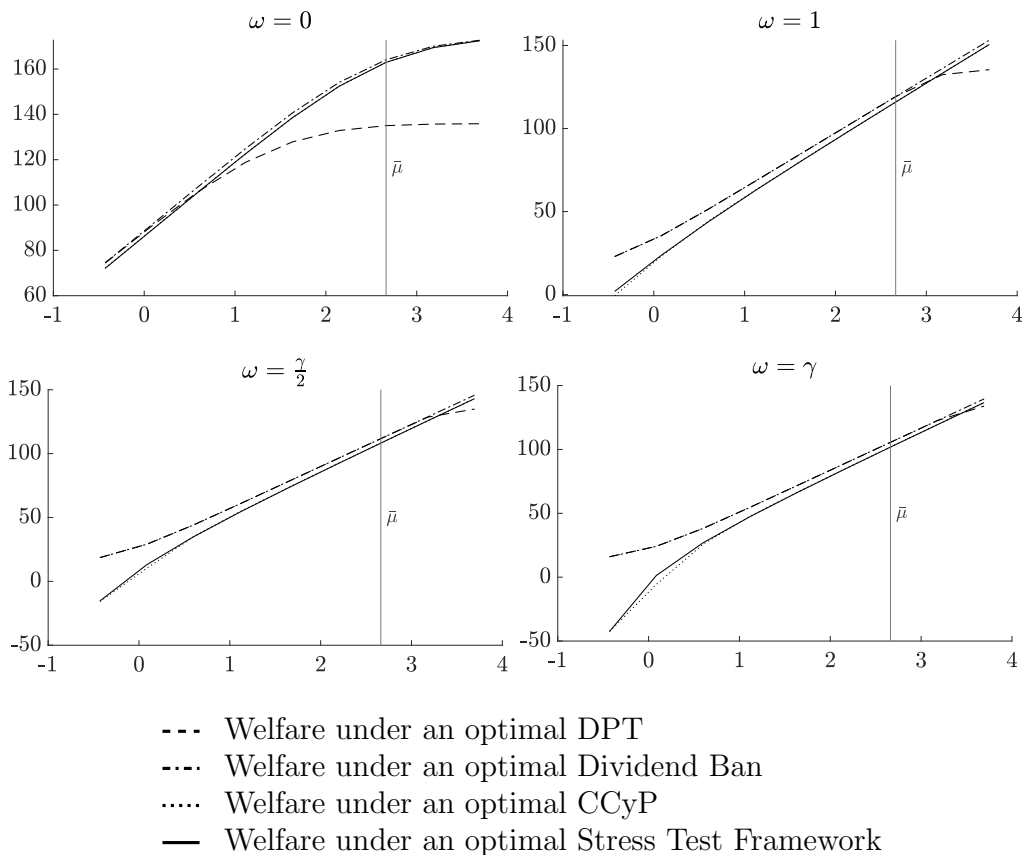 ω = 0
160
140
120
100
80
60
-1 0 1 2 3 4
μ̄
ω = 1
150
100
50
0
-1 0 1 2 3 4
μ̄
ω = γ/2
150
100
50
0
-50
-1 0 1 2 3 4
μ̄
ω = γ
150
100
50
0
-50
-1 0 1 2 3 4
μ̄
Welfare under an optimal DPT
Welfare under an optimal Dividend Ban
Welfare under an optimal CCyP
Welfare under an optimal Stress Test Framework